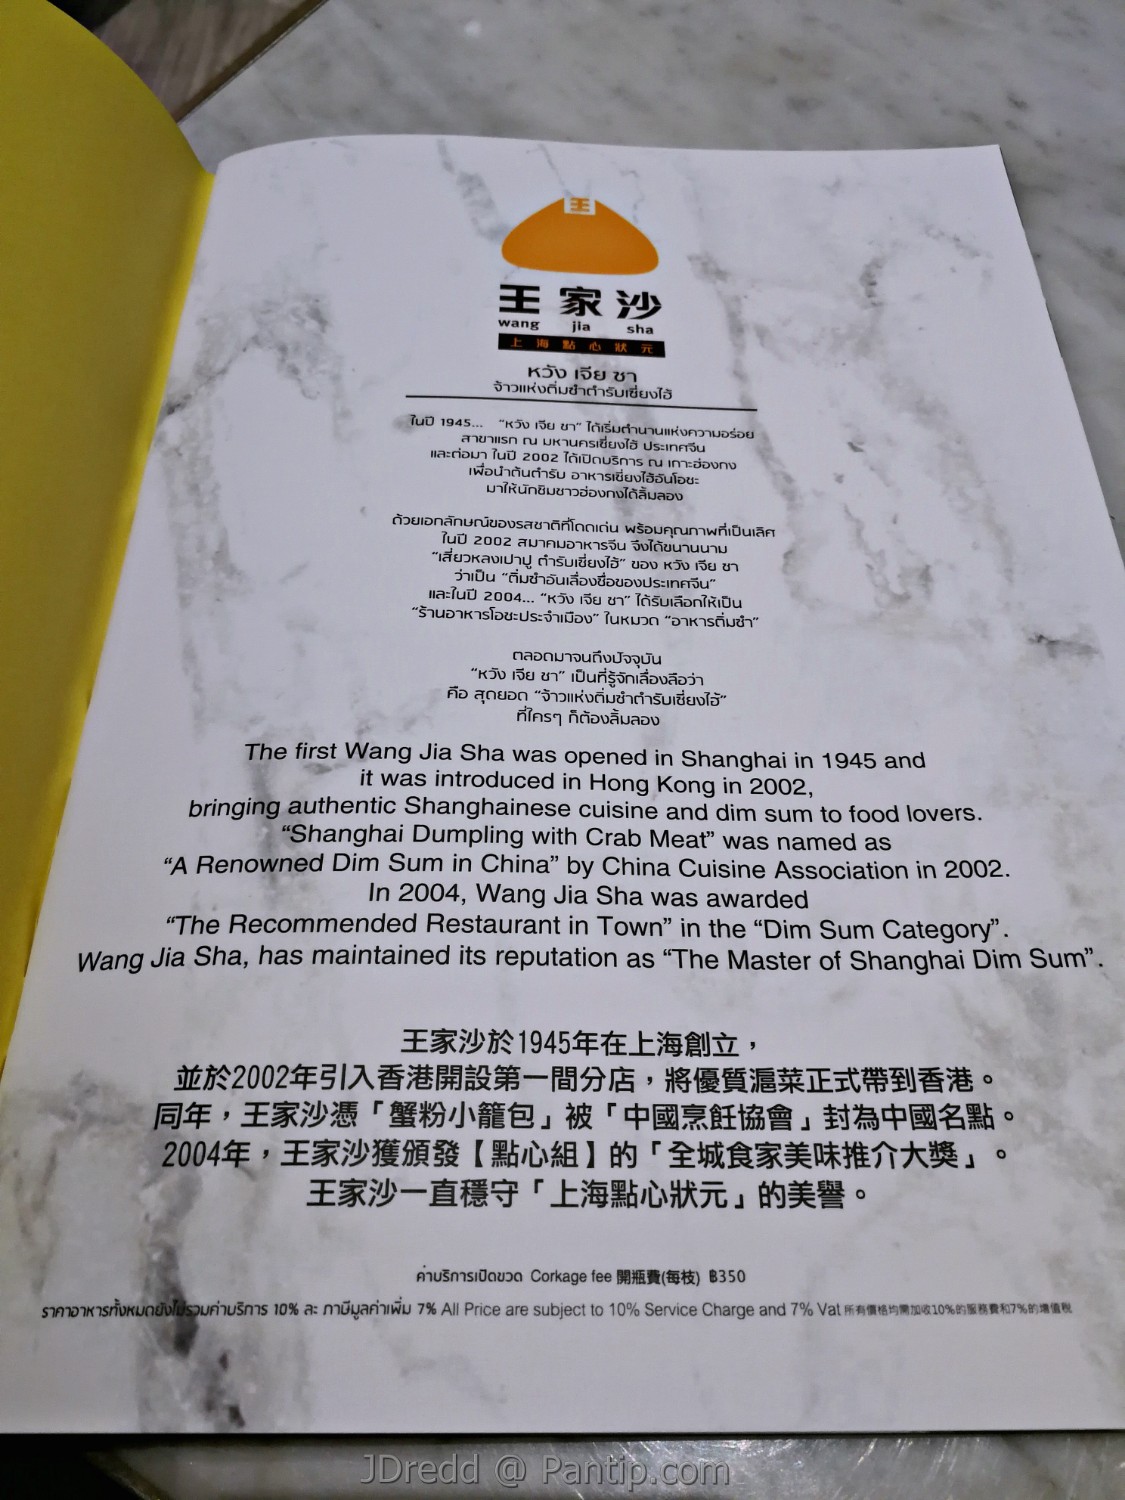 王
王家沙
wang jia sha
上海點心狀元
หวัง เจีย ซา
จ้าวแห่งติ่มซำตำรับเซี่ยงไฮ้
ในปี 1945... "หวัง เจีย ซา" ได้เริ่มตำนานแห่งความอร่อย
สาขาแรก ณ มหานครเซี่ยงไฮ้ ประเทศจีน
และต่อมา ในปี 2002 ได้เปิดบริการ ณ เกาะฮ่องกง
เพื่อนำต้นตำรับ อาหารเซี่ยงไฮ้อันโอชะ
มาให้นักชิมชาวฮ่องกงได้ลิ้มลอง
ด้วยเอกลักษณ์ของรสชาติที่โดดเด่น พร้อมคุณภาพที่เป็นเลิศ
ในปี 2002 สมาคมอาหารจีน จึงได้ขนานนาม
"เสี่ยวหลงเปาปู ตำรับเซี่ยงไฮ้" ของ หวัง เจีย ซา
ว่าเป็น "ติ่มซำอันเลื่องชื่อของประเทศจีน"
และในปี 2004... "หวัง เจีย ซา" ได้รับเลือกให้เป็น
"ร้านอาหารโอชะประจำเมือง" ในหมวด "อาหารติ่มซำ"
ตลอดมาจนถึงปัจจุบัน
"หวัง เจีย ซา" เป็นที่รู้จักเลื่องลือว่า
คือ สุดยอด "จ้าวแห่งติ่มซำตำรับเซี่ยงไฮ้"
ที่ใครๆ ก็ต้องลิ้มลอง
The first Wang Jia Sha was opened in Shanghai in 1945 and
it was introduced in Hong Kong in 2002,
bringing authentic Shanghainese cuisine and dim sum to food lovers.
“Shanghai Dumpling with Crab Meat” was named as
“A Renowned Dim Sum in China” by China Cuisine Association in 2002.
In 2004, Wang Jia Sha was awarded
“The Recommended Restaurant in Town” in the “Dim Sum Category”.
Wang Jia Sha, has maintained its reputation as “The Master of Shanghai Dim Sum”.
王家沙於1945年在上海創立，
並於2002年引入香港開設第一間分店，將優質滬菜正式帶到香港。
同年，王家沙憑「蟹粉小籠包」被「中國烹飪協會」封為中國名點。
2004年，王家沙獲頒發【點心組】的「全城食家美味推介大獎」。
王家沙一直穩守「上海點心狀元」的美譽。
ค่าบริการเปิดขวด Corkage fee 開瓶費(每枝) ฿350
ราคาอาหารทั้งหมดยังไม่รวมค่าบริการ 10% ละ ภาษีมูลค่าเพิ่ม 7% All Price are subject to 10% Service Charge and 7% Vat 所有價格均需加收10%的服務費和7%的增值稅
JDredd @ Pantip.com